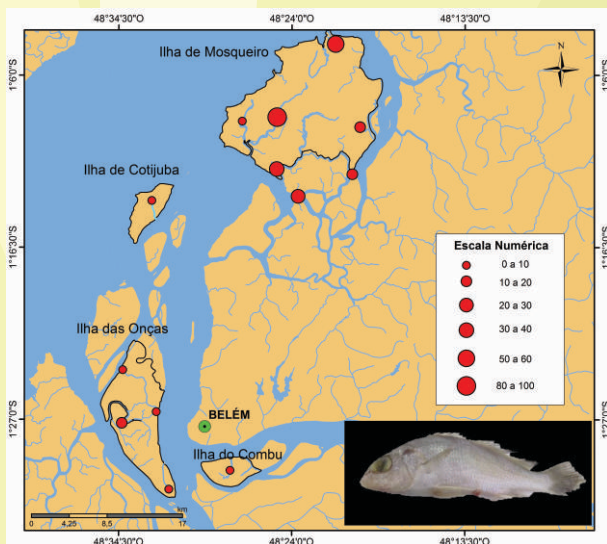 48°34'30"O
48°24'0"O
48°13'30"O
Ilha de Mosqueiro
N
1°6'0"S
1°6'0"S
Ilha de Cotijuba
1°16'30"S
1°16'30"S
Escala Numérica
0 a 10
10 a 20
20 a 30
30 a 40
50 a 60
80 a 100
Ilha das Onças
BELÉM
1°27'0"S
1°27'0"S
Ilha do Combu
km
0
4,25
8,5
17
48°34'30"O
48°24'0"O
48°13'30"O